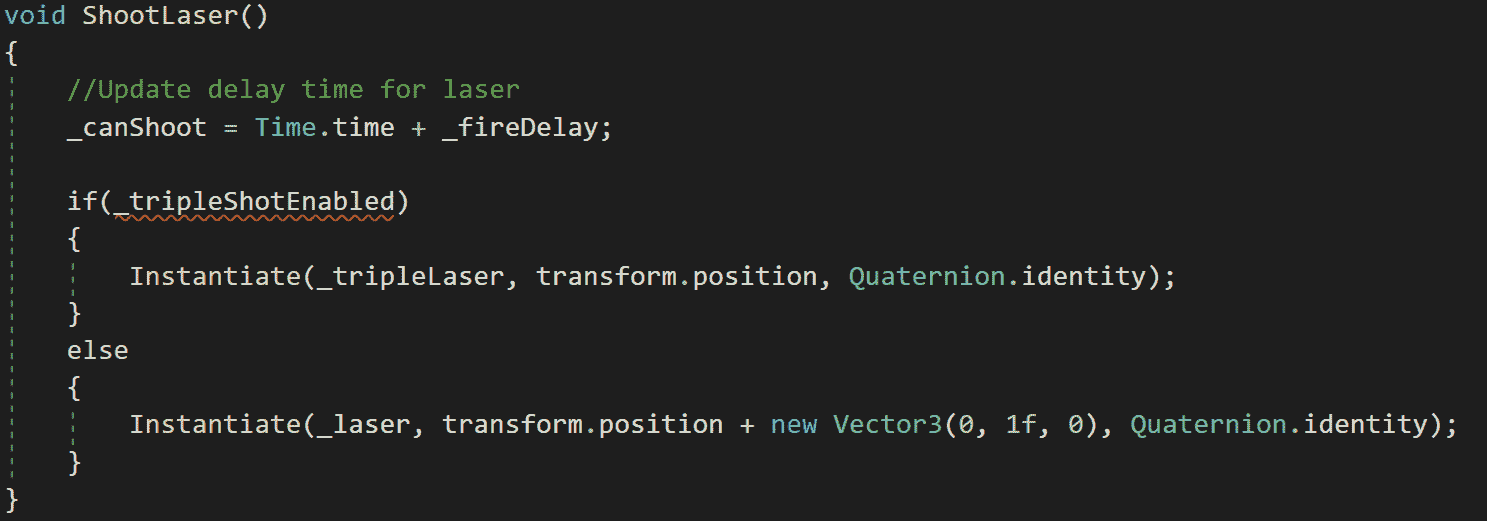 void ShootLaser()
{
//Update delay time for laser
_canShoot = Time.time + _fireDelay;
if(_tripleShotEnabled)
{
Instantiate(_tripleLaser, transform.position, Quaternion.identity);
}
else
{
Instantiate(_laser, transform.position + new Vector3(0, 1f, 0), Quaternion.identity);
}
}